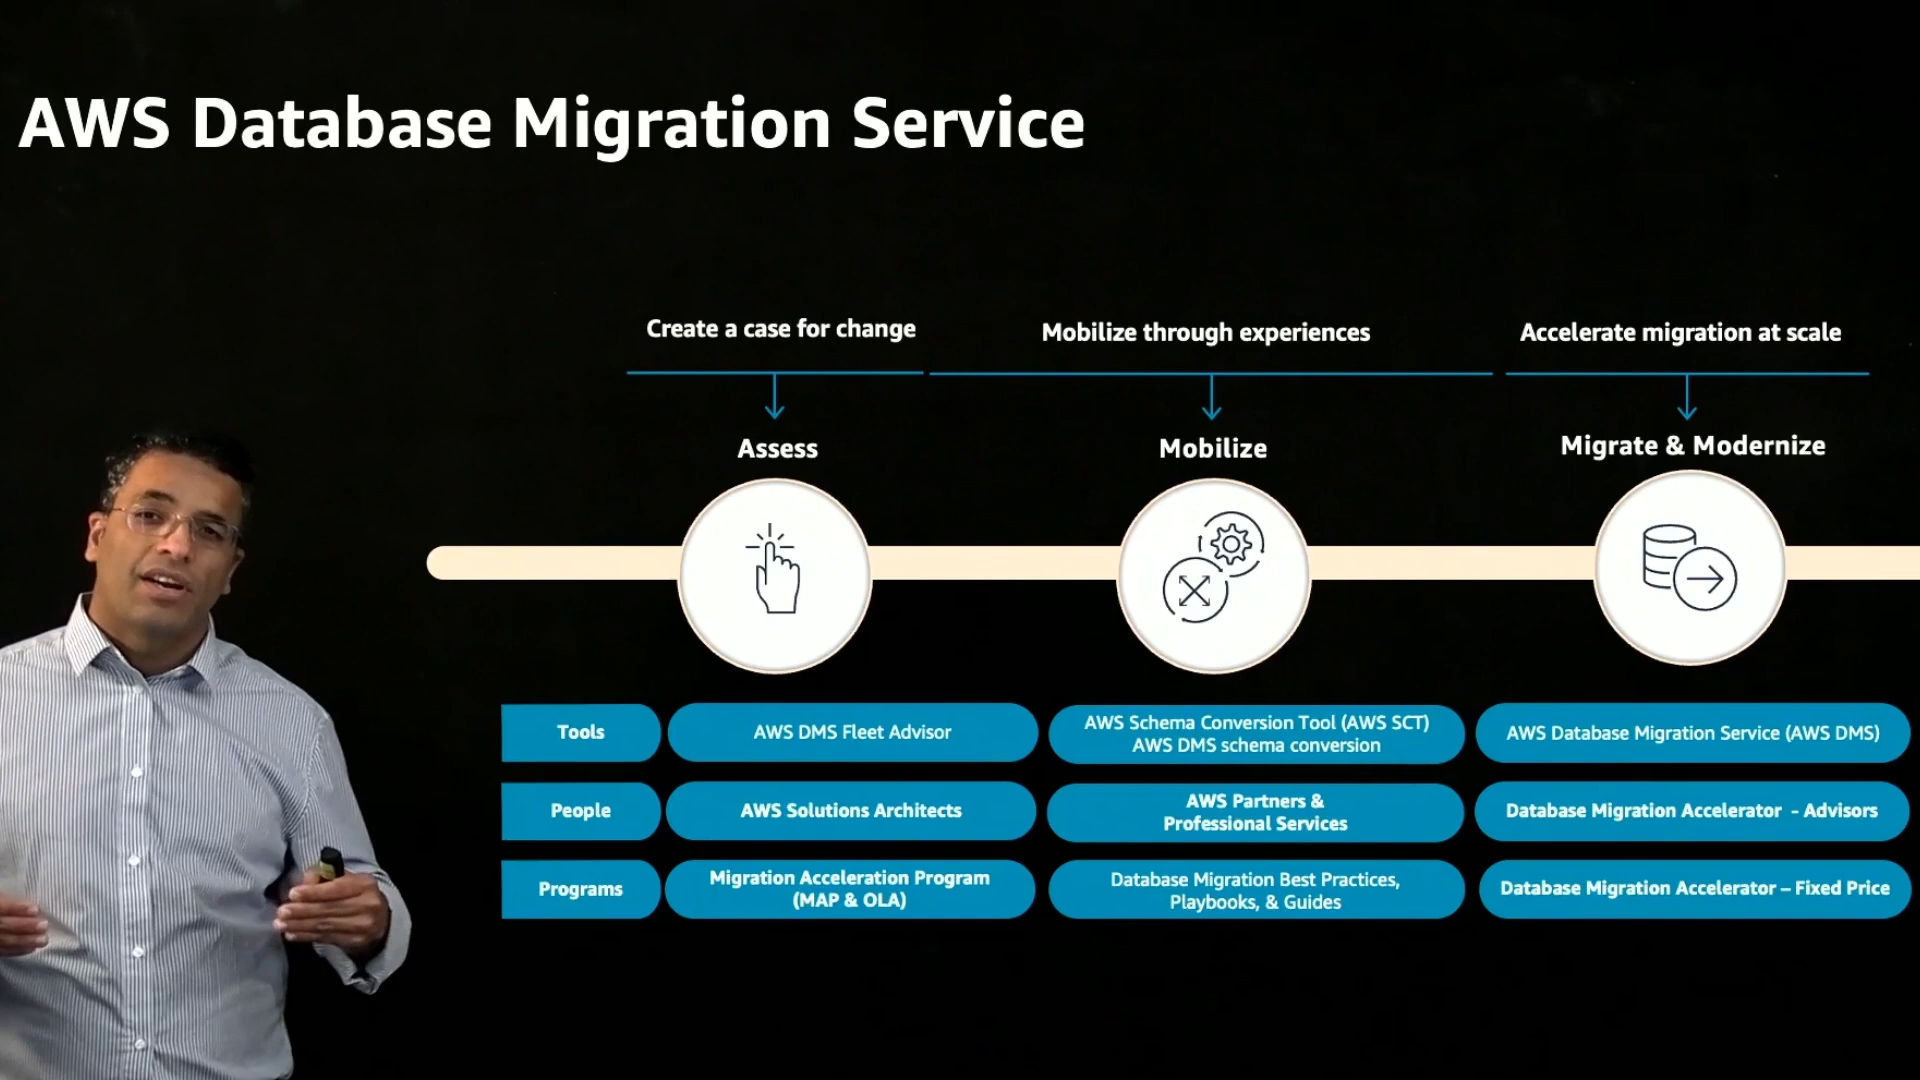 AWS Database Migration Service
Create a case for change
Mobilize through experiences
Accelerate migration at scale
Assess
Mobilize
Migrate & Modernize
Tools
AWS DMS Fleet Advisor
AWS Schema Conversion Tool (AWS SCT)
AWS DMS schema conversion
AWS Database Migration Service (AWS DMS)
People
AWS Solutions Architects
AWS Partners &
Professional Services
Database Migration Accelerator - Advisors
Programs
Migration Acceleration Program
(MAP & OLA)
Database Migration Best Practices,
Playbooks, & Guides
Database Migration Accelerator – Fixed Price